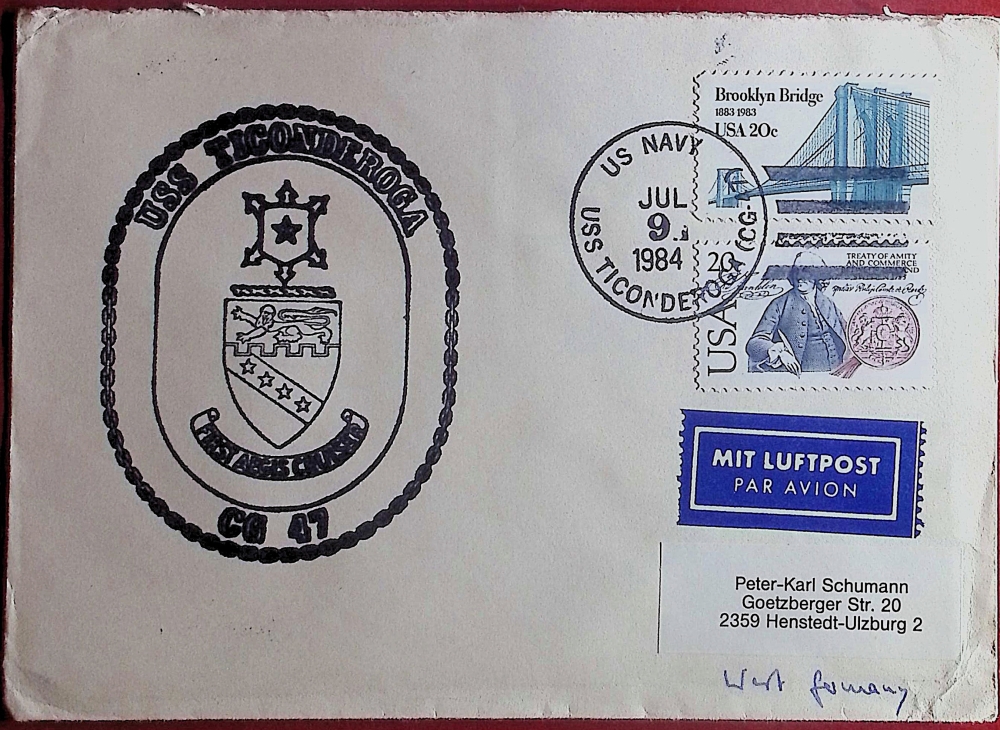 USS TICONDEROGA
FIRST AEGIS CRUISER
CG 47
US NAVY
JUL
9
1984
USS TICONDEROGA (CG-
Brooklyn Bridge
1883 1983
USA 20c
USA 20
TREATY OF AMITY
AND COMMERCE
MIT LUFTPOST
PAR AVION
Peter-Karl Schumann
Goetzberger Str. 20
2359 Henstedt-Ulzburg 2
West Germany